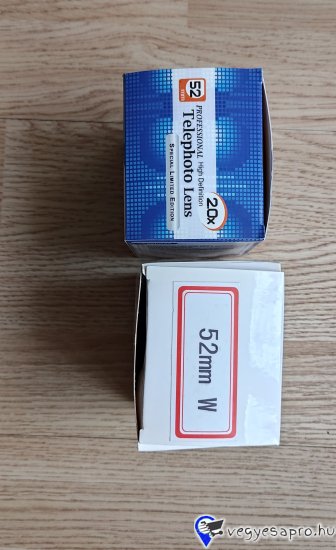 52
PROFESSIONAL High Definition
Telephoto Lens
SPECIAL LIMITED EDITION
2.0x
52mm W
vegyesapro.hu